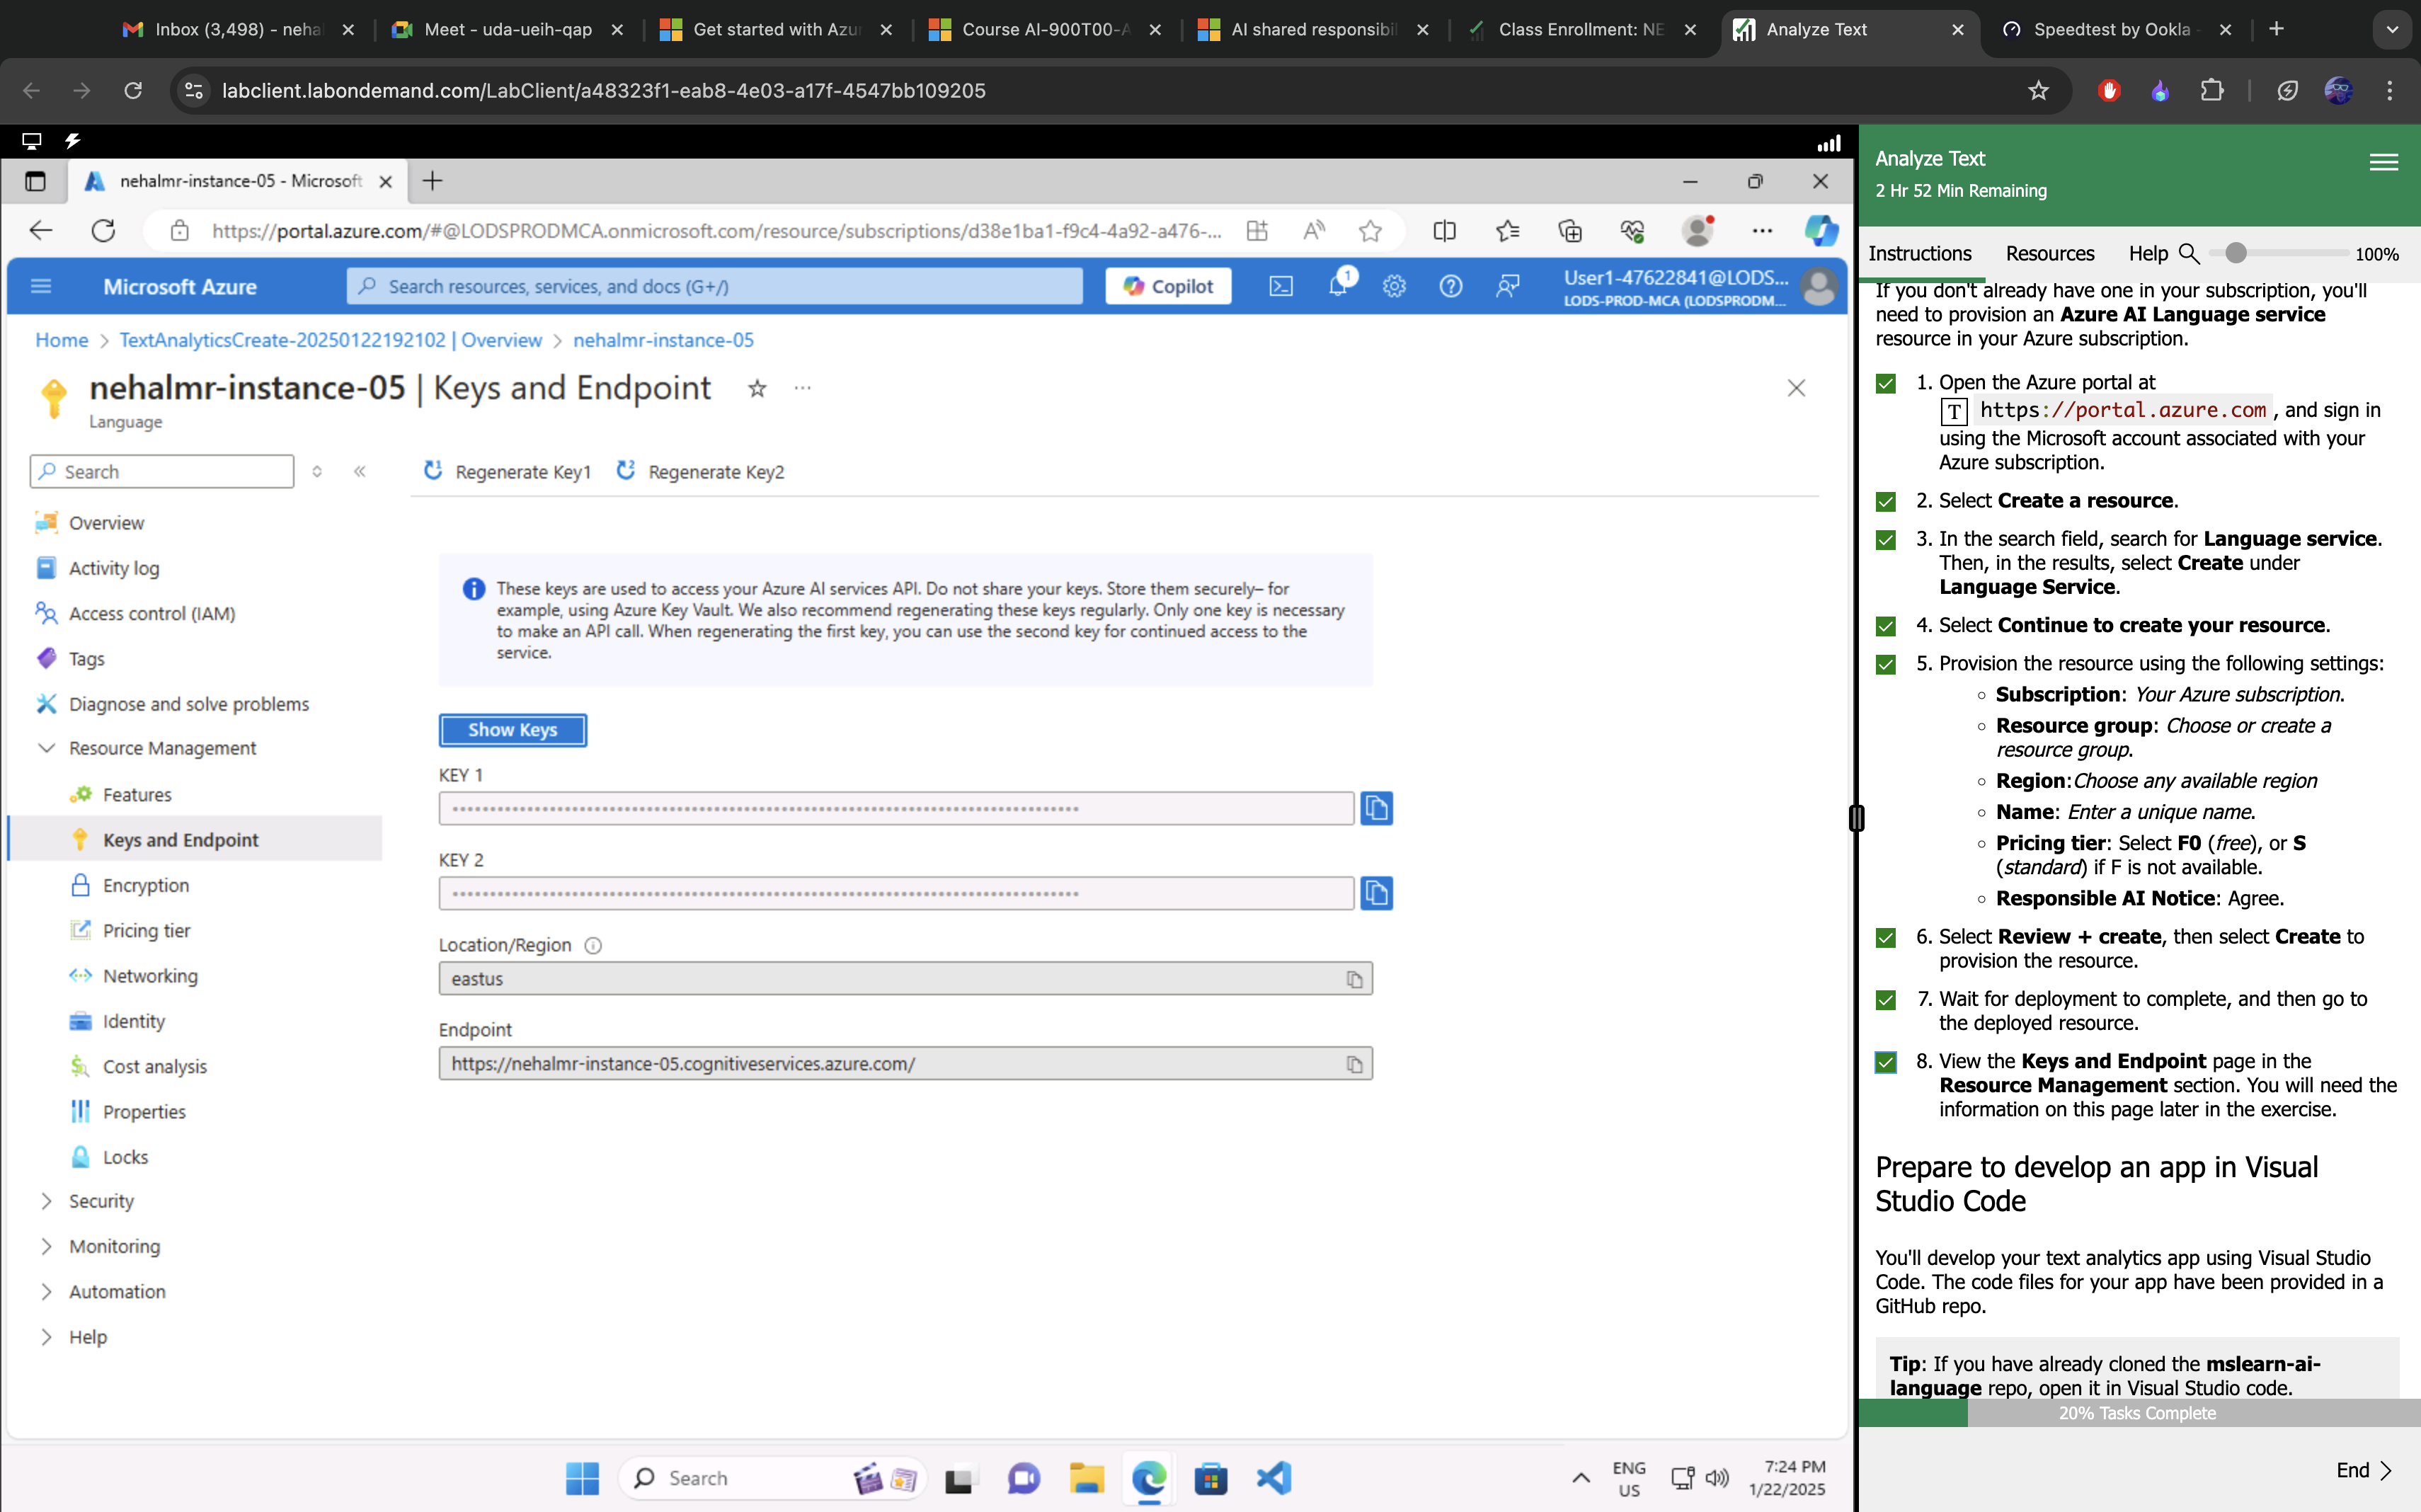 Inbox (3,498) - neha
Meet - uda-ueih-qap
Get started with Azu
Course AI-900T00-A
AI shared responsibi
Class Enrollment: NE
Analyze Text
Speedtest by Ookla -
labclient.labondemand.com/LabClient/a48323f1-eab8-4e03-a17f-4547bb109205
nehalmr-instance-05 - Microsoft
https://portal.azure.com/#@LODSPRODMCA.onmicrosoft.com/resource/subscriptions/d38e1ba1-f9c4-4a92-a476-...
Microsoft Azure
Search resources, services, and docs (G+/)
Copilot
1
User1-47622841@LODS...
LODS-PROD-MCA (LODSPRODM...
Home > TextAnalyticsCreate-20250122192102 | Overview > nehalmr-instance-05
nehalmr-instance-05 | Keys and Endpoint
Language
Search
Regenerate Key1
Regenerate Key2
Overview
Activity log
Access control (IAM)
Tags
Diagnose and solve problems
Resource Management
Features
Keys and Endpoint
Encryption
Pricing tier
Networking
Identity
Cost analysis
Properties
Locks
Security
Monitoring
Automation
Help
These keys are used to access your Azure AI services API. Do not share your keys. Store them securely– for
example, using Azure Key Vault. We also recommend regenerating these keys regularly. Only one key is necessary
to make an API call. When regenerating the first key, you can use the second key for continued access to the
service.
Show Keys
KEY 1
KEY 2
Location/Region
eastus
Endpoint
https://nehalmr-instance-05.cognitiveservices.azure.com/
Search
ENG
US
7:24 PM
1/22/2025
Analyze Text
2 Hr 52 Min Remaining
Instructions
Resources
Help
100%
If you don't already have one in your subscription, you'll
need to provision an Azure AI Language service
resource in your Azure subscription.
1. Open the Azure portal at
T https://portal.azure.com , and sign in
using the Microsoft account associated with your
Azure subscription.
2. Select Create a resource.
3. In the search field, search for Language service.
Then, in the results, select Create under
Language Service.
4. Select Continue to create your resource.
5. Provision the resource using the following settings:
Subscription: Your Azure subscription.
Resource group: Choose or create a
resource group.
Region:Choose any available region
Name: Enter a unique name.
Pricing tier: Select F0 (free), or S
(standard) if F is not available.
Responsible AI Notice: Agree.
6. Select Review + create, then select Create to
provision the resource.
7. Wait for deployment to complete, and then go to
the deployed resource.
8. View the Keys and Endpoint page in the
Resource Management section. You will need the
information on this page later in the exercise.
Prepare to develop an app in Visual
Studio Code
You'll develop your text analytics app using Visual Studio
Code. The code files for your app have been provided in a
GitHub repo.
Tip: If you have already cloned the mslearn-ai-
language repo, open it in Visual Studio code.
20% Tasks Complete
End